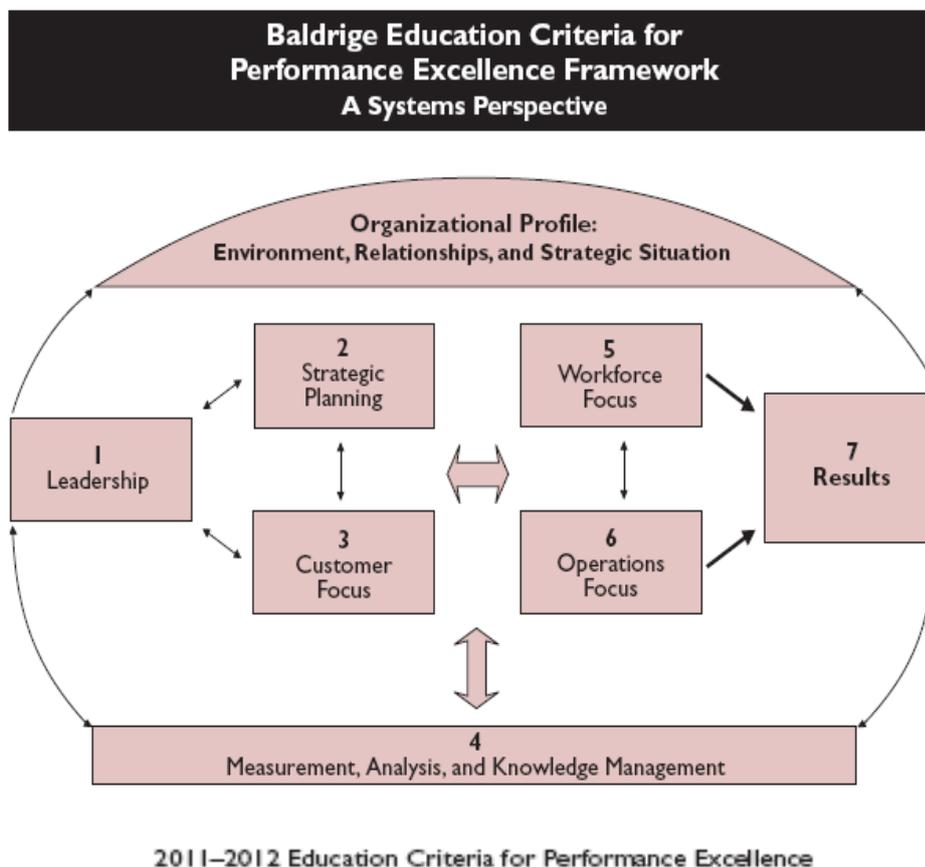 Baldrige Education Criteria for
Performance Excellence Framework
A Systems Perspective
Organizational Profile:
Environment, Relationships, and Strategic Situation
2
Strategic
Planning
5
Workforce
Focus
1
Leadership
7
Results
3
Customer
Focus
6
Operations
Focus
4
Measurement, Analysis, and Knowledge Management
2011–2012 Education Criteria for Performance Excellence